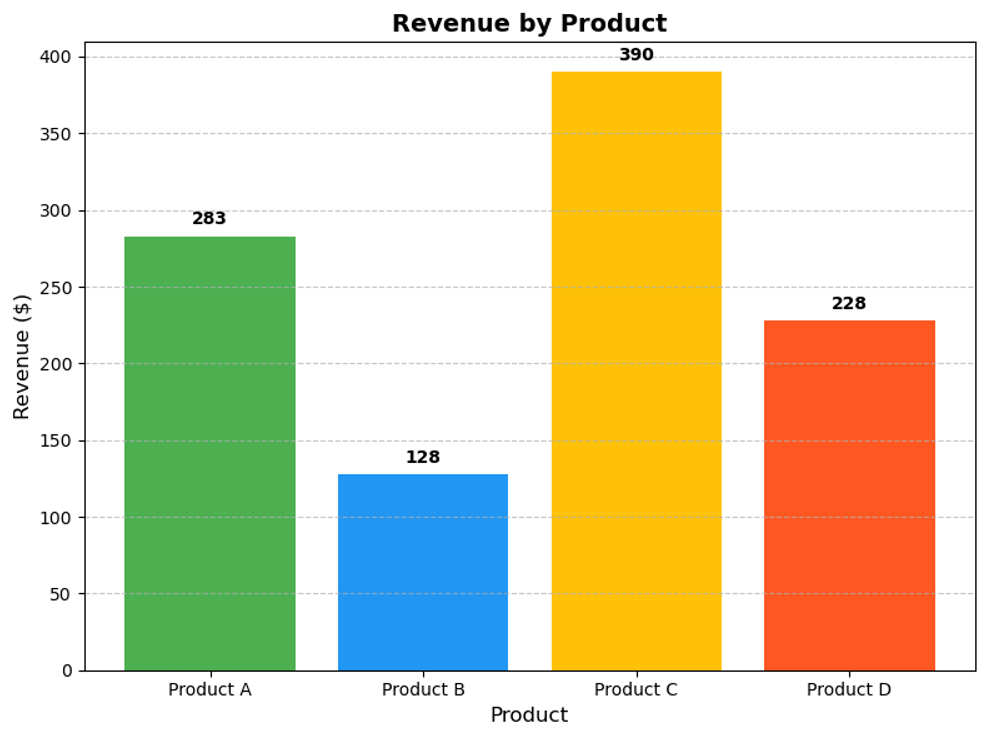 Revenue by Product
Revenue ($)
400
350
300
250
200
150
100
50
0
283
128
390
228
Product A
Product B
Product C
Product D
Product